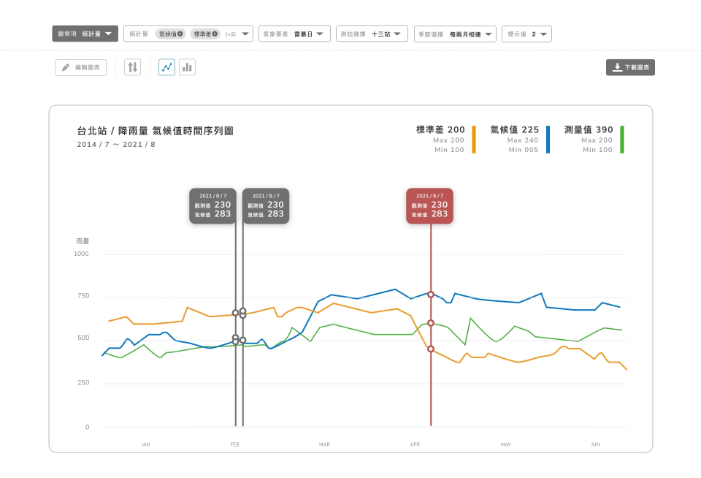 觀察項 統計量
統計量 氣候值 標準差 (+2)
氣象要素 當暴日
測站選擇 十三站
季節選擇 每兩月相連
標示值 2
編輯圖表
下載圖表
台北站 / 降雨量 氣候值時間序列圖
2014 / 7 ～ 2021 / 8
標準差 200
Max 200
Min 100
氣候值 225
Max 240
Min 005
測量值 390
Max 200
Min 100
2021 / 8 / 7
觀測值 230
氣候值 283
2021 / 8 / 7
觀測值 230
氣候值 283
2021 / 8 / 7
觀測值 230
氣候值 283
雨量
1000
750
500
250
0
JAN FEB MAR APR MAY JUN